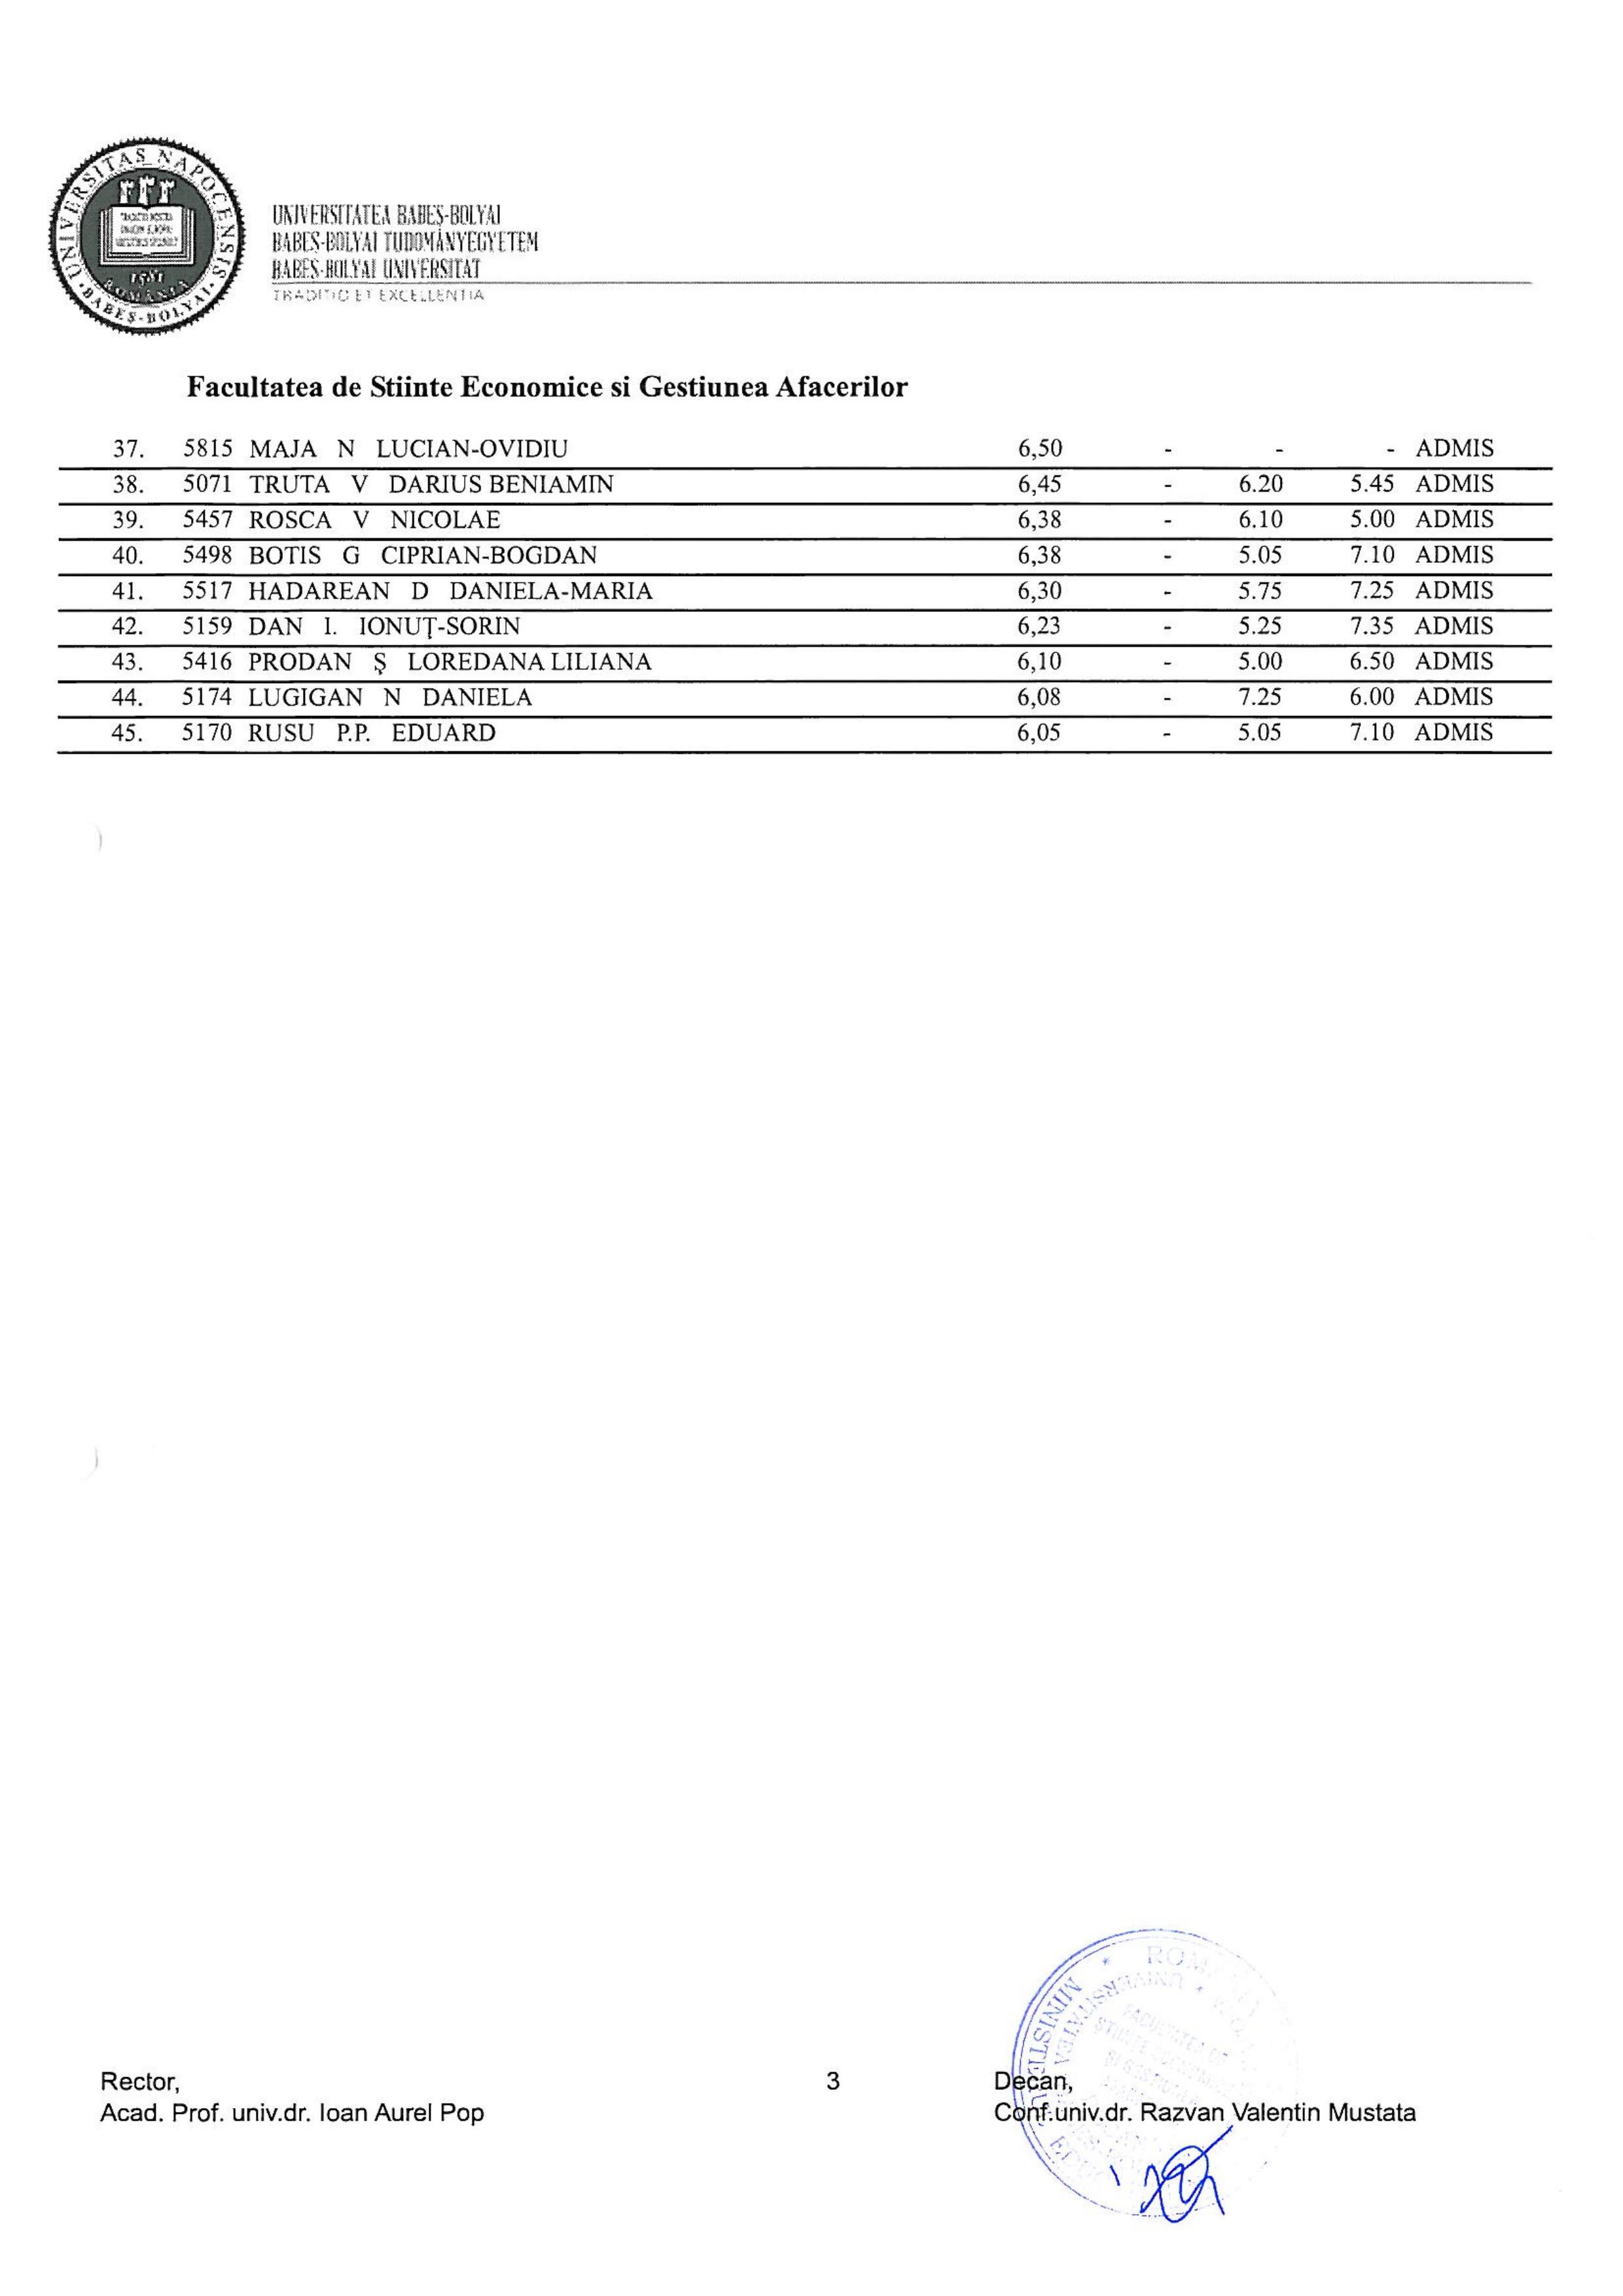 UNIVERSITAS NAPOCENSIS
BABEŞ-BOLYAI
ROMANIA
UNIVERSITATEA BABEŞ-BOLYAI
BABEŞ-BOLYAI TUDOMÁNYEGYETEM
BABEŞ-BOLYAI UNIVERSITAT
TRADITIO ET EXCELLENTIA
Facultatea de Stiinte Economice si Gestiunea Afacerilor
37. 5815 MAJA N LUCIAN-OVIDIU 6,50 - - - ADMIS
38. 5071 TRUTA V DARIUS BENIAMIN 6,45 - 6.20 5.45 ADMIS
39. 5457 ROSCA V NICOLAE 6,38 - 6.10 5.00 ADMIS
40. 5498 BOTIS G CIPRIAN-BOGDAN 6,38 - 5.05 7.10 ADMIS
41. 5517 HADAREAN D DANIELA-MARIA 6,30 - 5.75 7.25 ADMIS
42. 5159 DAN I. IONUŢ-SORIN 6,23 - 5.25 7.35 ADMIS
43. 5416 PRODAN Ş LOREDANA LILIANA 6,10 - 5.00 6.50 ADMIS
44. 5174 LUGIGAN N DANIELA 6,08 - 7.25 6.00 ADMIS
45. 5170 RUSU P.P. EDUARD 6,05 - 5.05 7.10 ADMIS
UNIVERSITATEA
Rector, 3 Decan,
Acad. Prof. univ.dr. Ioan Aurel Pop Conf.univ.dr. Razvan Valentin Mustata